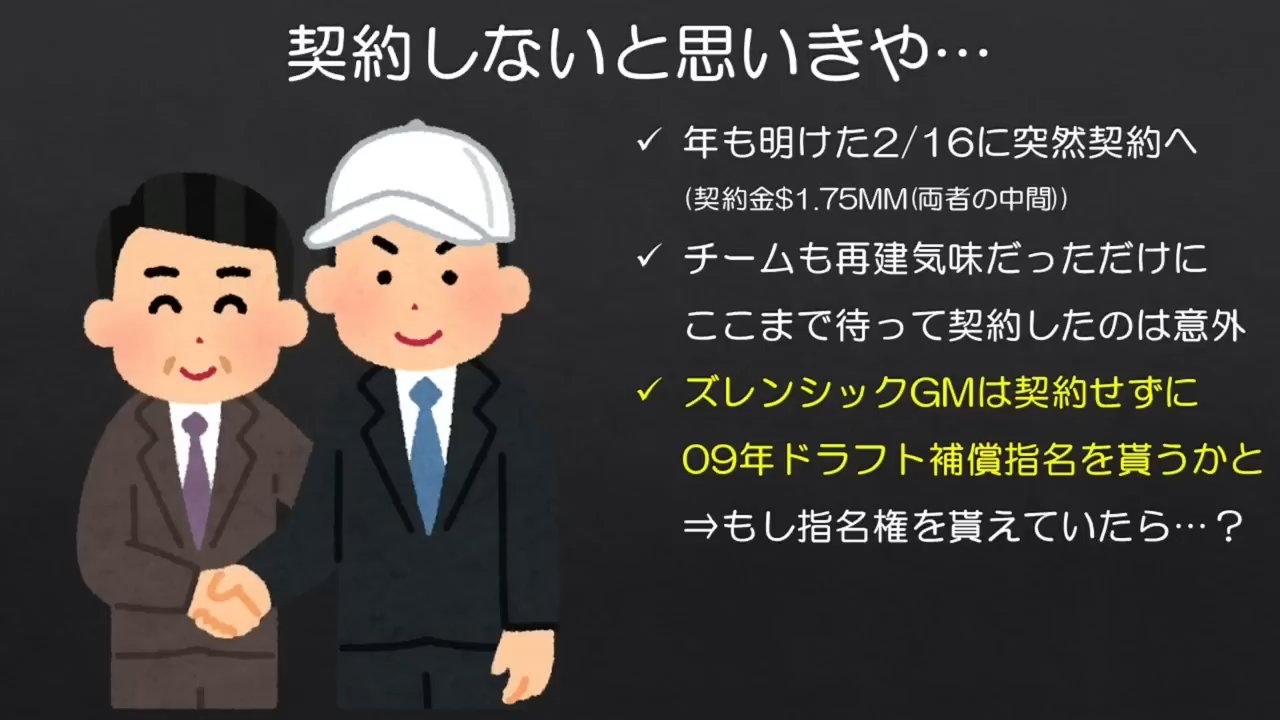 契約しないと思いきや…
✓ 年も明けた2/16に突然契約へ
(契約金$1.75MM(両者の中間))
✓ チームも再建気味だっただけに
ここまで待って契約したのは意外
✓ ズレンシックGMは契約せずに
09年ドラフト補償指名を貰うかと
⇒もし指名権を貰えていたら…？